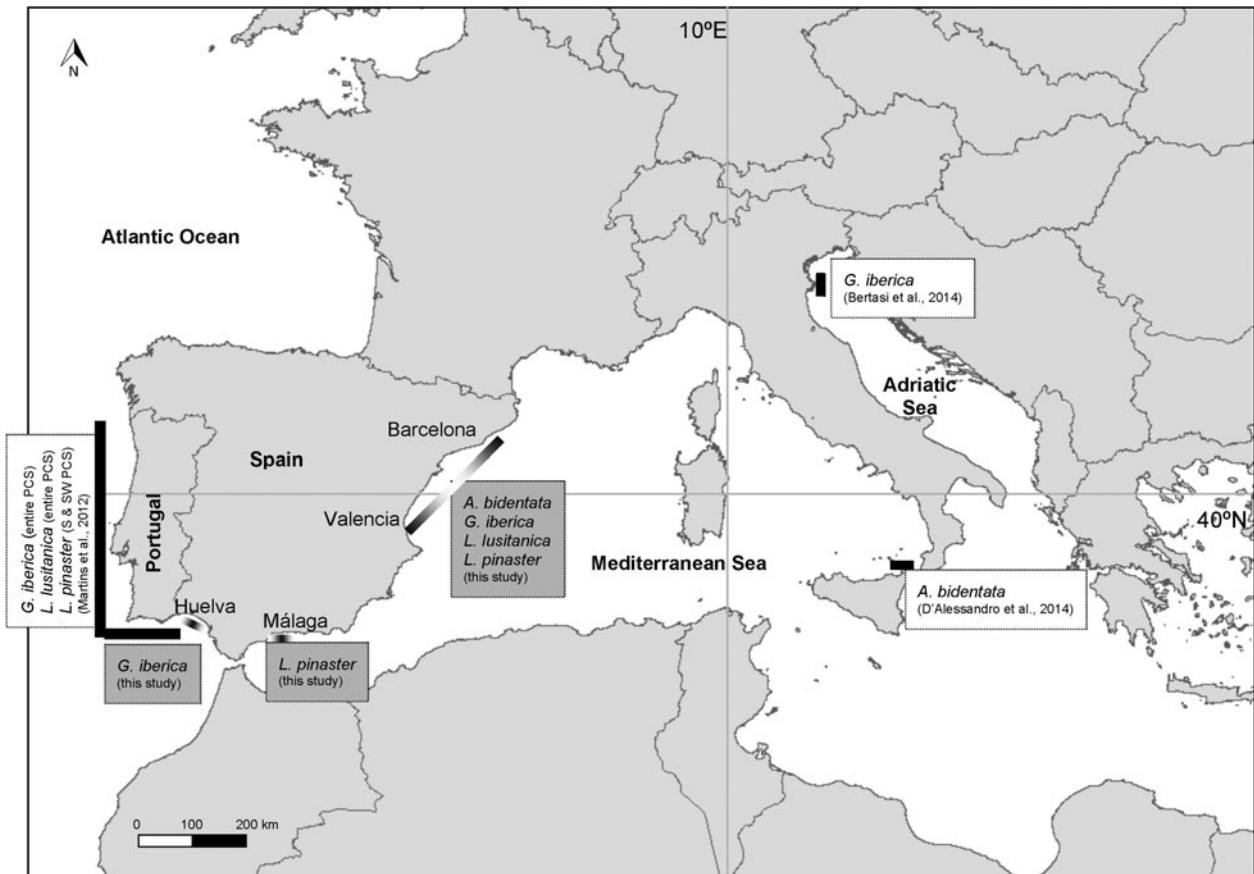 10ºE
N
Atlantic Ocean
G. iberica
(Bertasi et al., 2014)
Adriatic
Sea
Barcelona
Spain
G. iberica (entire PCS)
L. lusitanica (entire PCS)
L. pinaster (S & SW PCS)
(Martins et al., 2012)
Portugal
A. bidentata
G. iberica
L. lusitanica
L. pinaster
(this study)
Valencia
40ºN
Mediterranean Sea
A. bidentata
(D'Alessandro et al., 2014)
Huelva
Málaga
G. iberica
(this study)
L. pinaster
(this study)
0 100 200 km